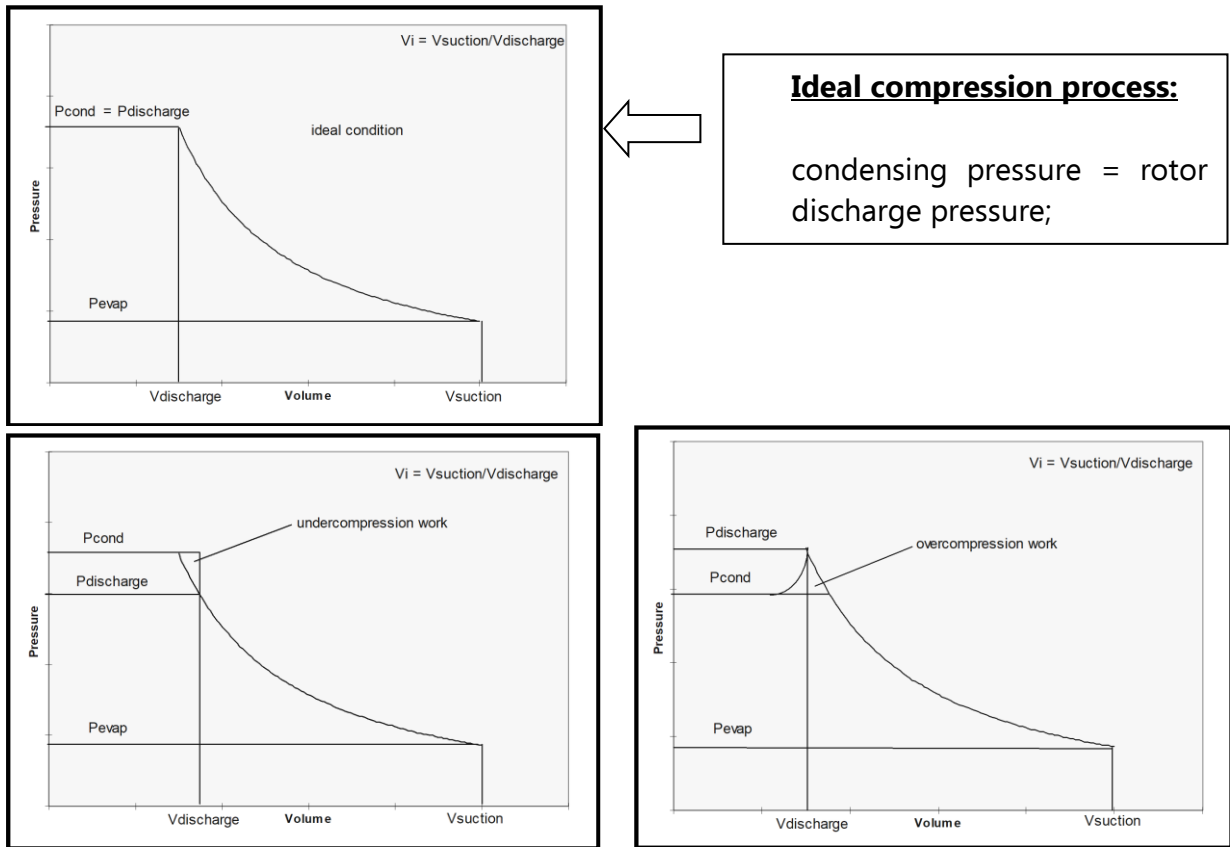 Vi = Vsuction/Vdischarge
Pcond = Pdischarge
ideal condition
Pressure
Pevap
Vdischarge
Volume
Vsuction
Ideal compression process:
condensing pressure = rotor
discharge pressure;
Vi = Vsuction/Vdischarge
undercompression work
Pcond
Pdischarge
Pressure
Pevap
Vdischarge
Volume
Vsuction
Vi = Vsuction/Vdischarge
Pdischarge
overcompression work
Pcond
Pressure
Pevap
Vdischarge
Volume
Vsuction